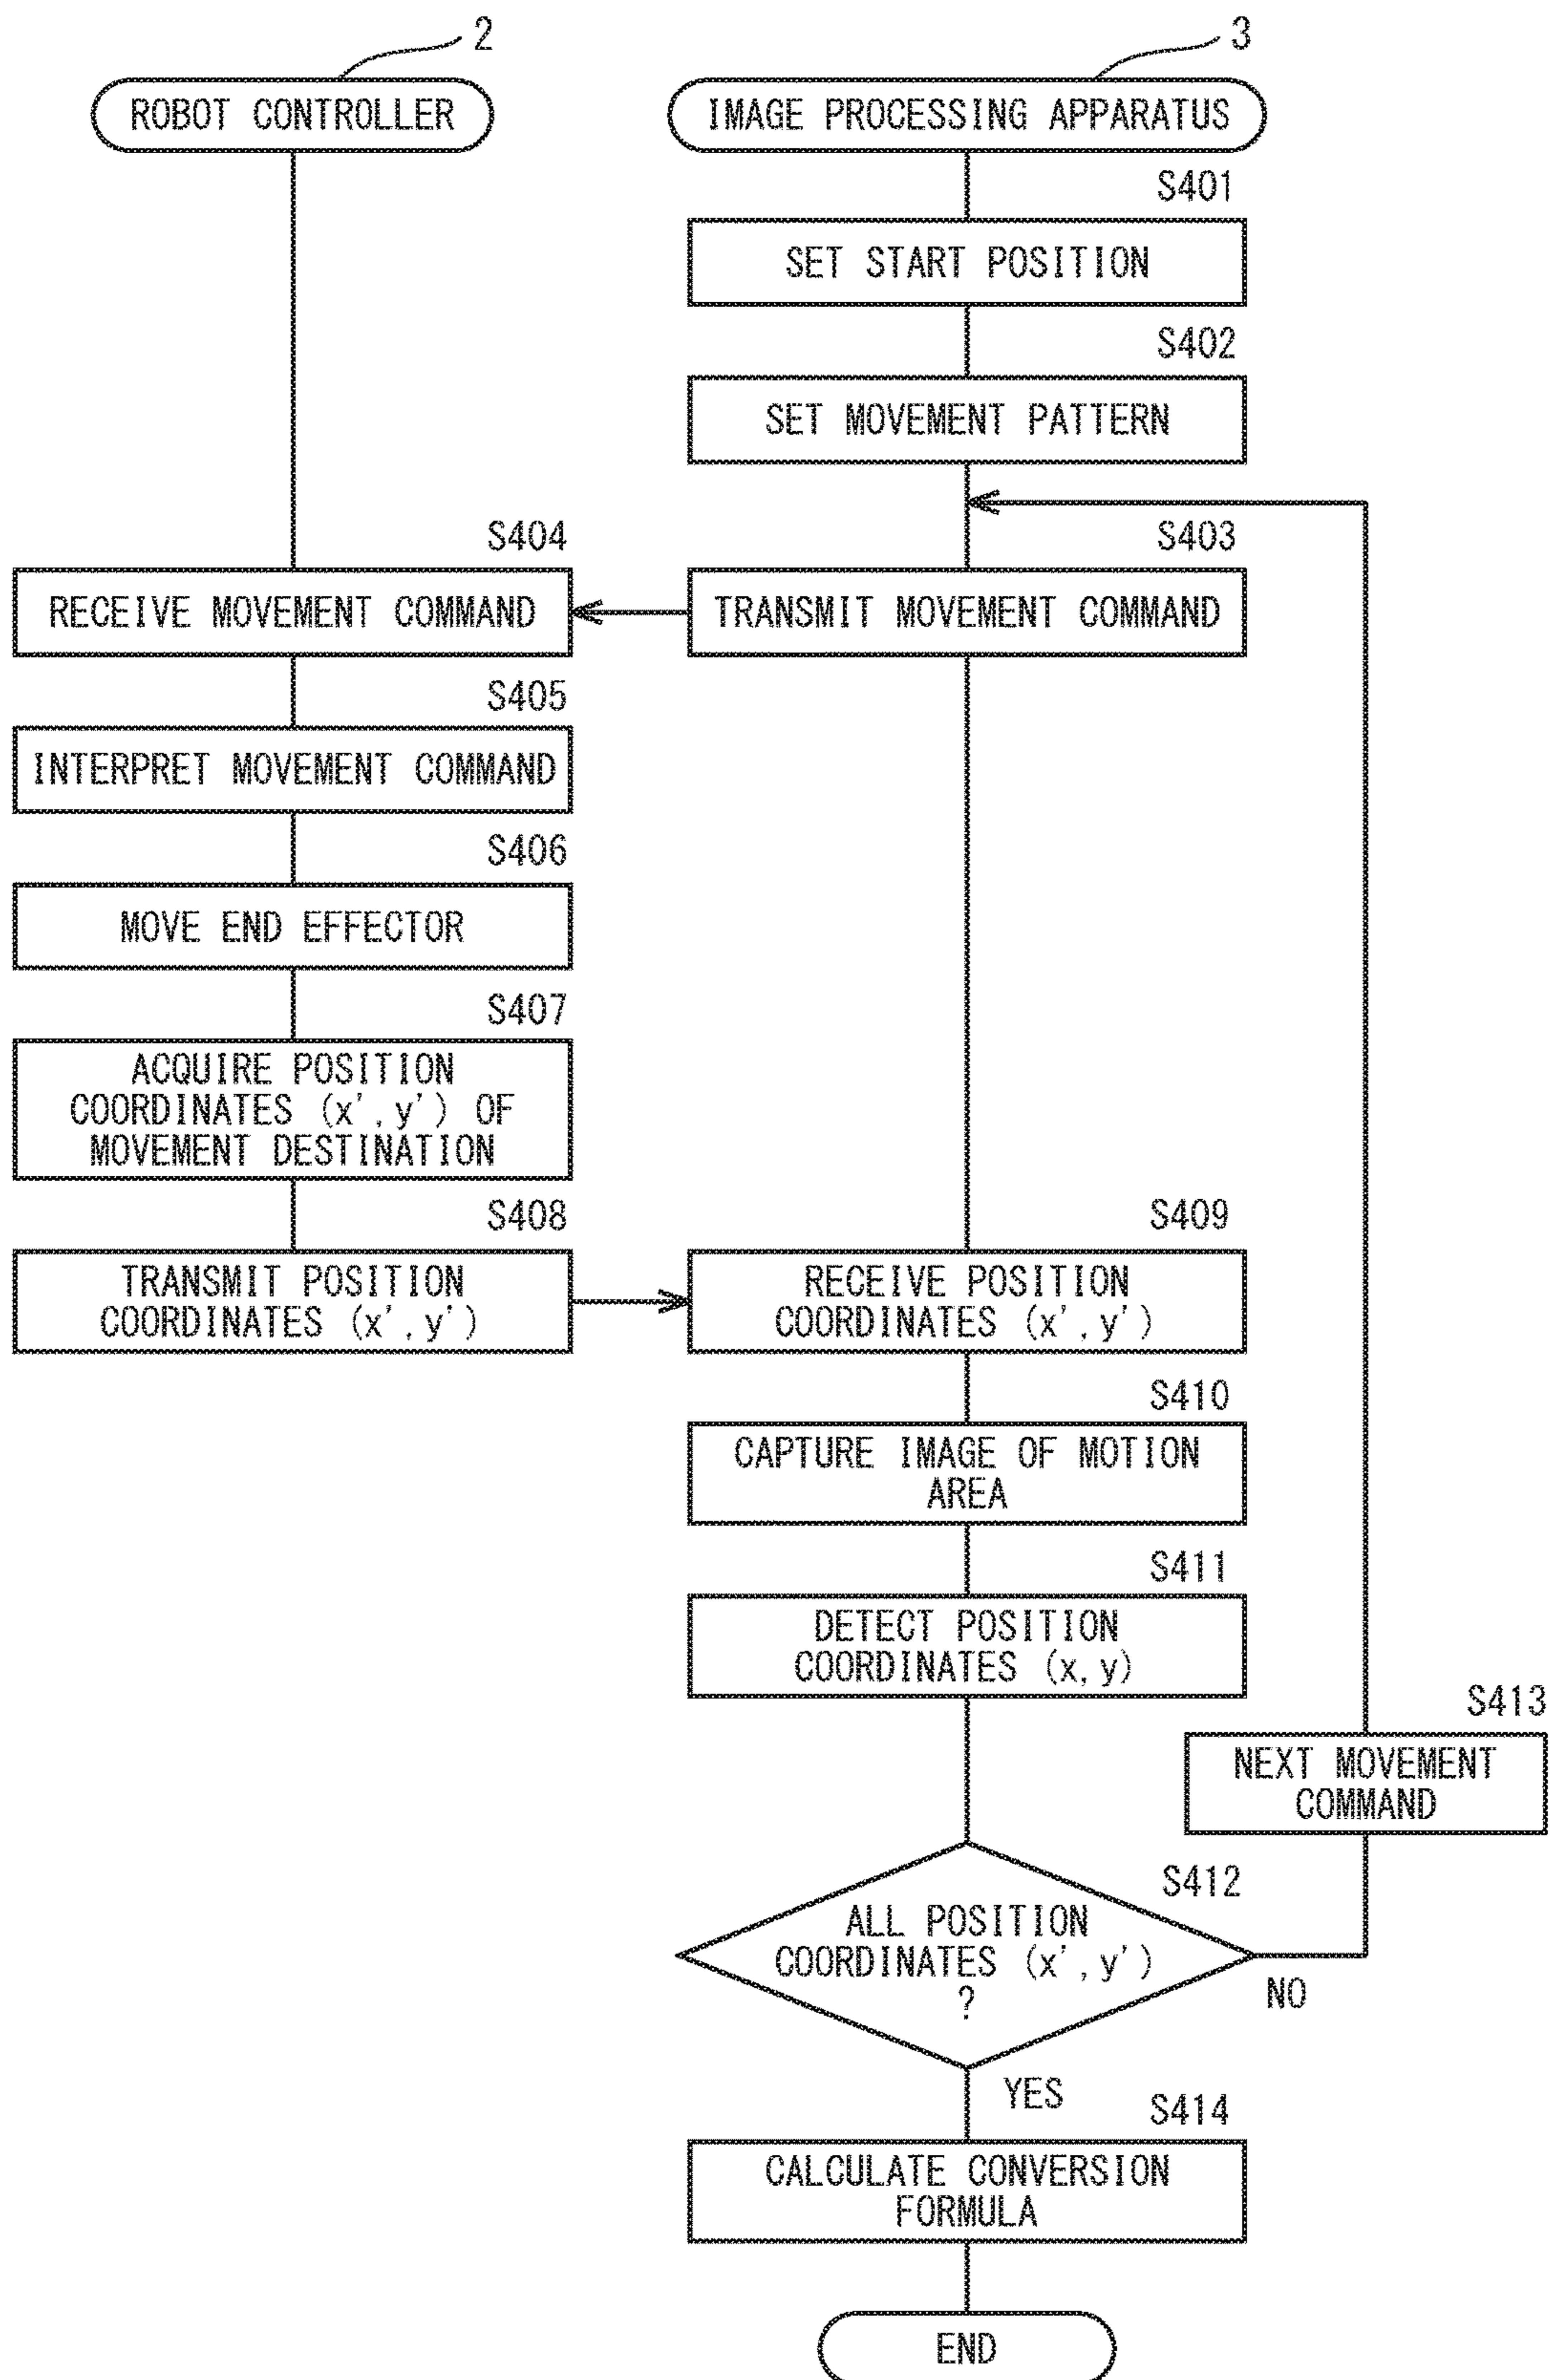 2
3
ROBOT CONTROLLER
IMAGE PROCESSING APPARATUS
S401
SET START POSITION
S402
SET MOVEMENT PATTERN
S404
S403
RECEIVE MOVEMENT COMMAND
TRANSMIT MOVEMENT COMMAND
S405
INTERPRET MOVEMENT COMMAND
S406
MOVE END EFFECTOR
S407
ACQUIRE POSITION
COORDINATES (x', y') OF
MOVEMENT DESTINATION
S408
TRANSMIT POSITION
COORDINATES (x', y')
S409
RECEIVE POSITION
COORDINATES (x', y')
S410
CAPTURE IMAGE OF MOTION
AREA
S411
DETECT POSITION
COORDINATES (x, y)
S413
NEXT MOVEMENT
COMMAND
S412
ALL POSITION
COORDINATES (x', y')
?
NO
YES
S414
CALCULATE CONVERSION
FORMULA
END